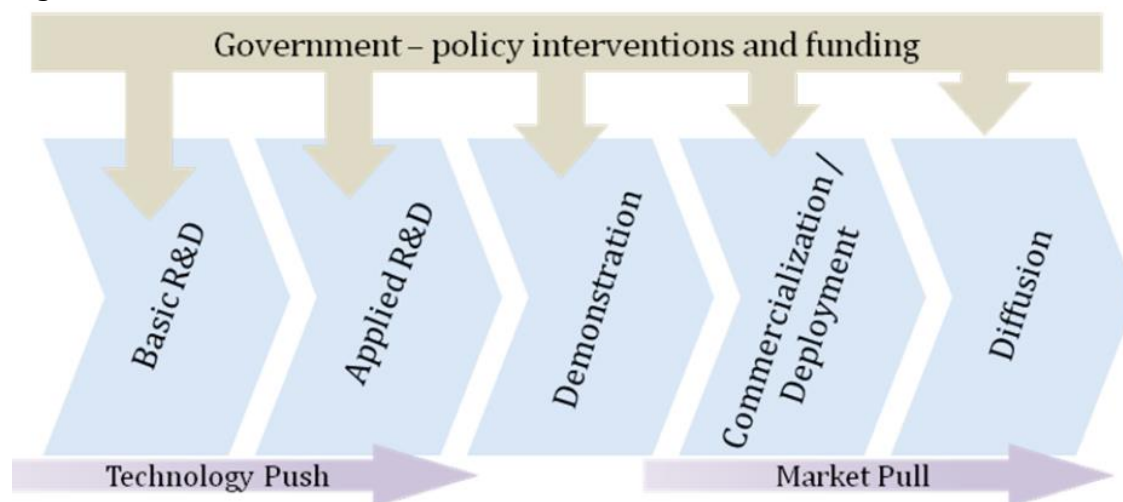 Government – policy interventions and funding
Basic R&D
Applied R&D
Demonstration
Commercialization /
Deployment
Diffusion
Technology Push
Market Pull